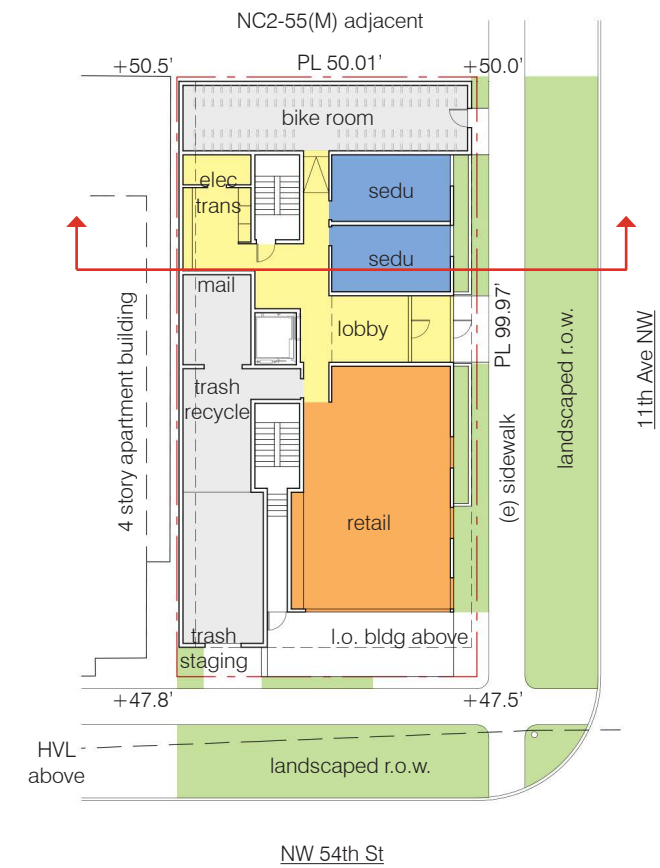 NC2-55(M) adjacent
+50.5'
PL 50.01'
+50.0'
bike room
elec
trans
sedu
sedu
mail
lobby
PL 99.97'
4 story apartment building
trash
recycle
landscaped r.o.w.
11th Ave NW
(e) sidewalk
retail
trash
staging
l.o. bldg above
+47.8'
+47.5'
HVL
above
landscaped r.o.w.
NW 54th St